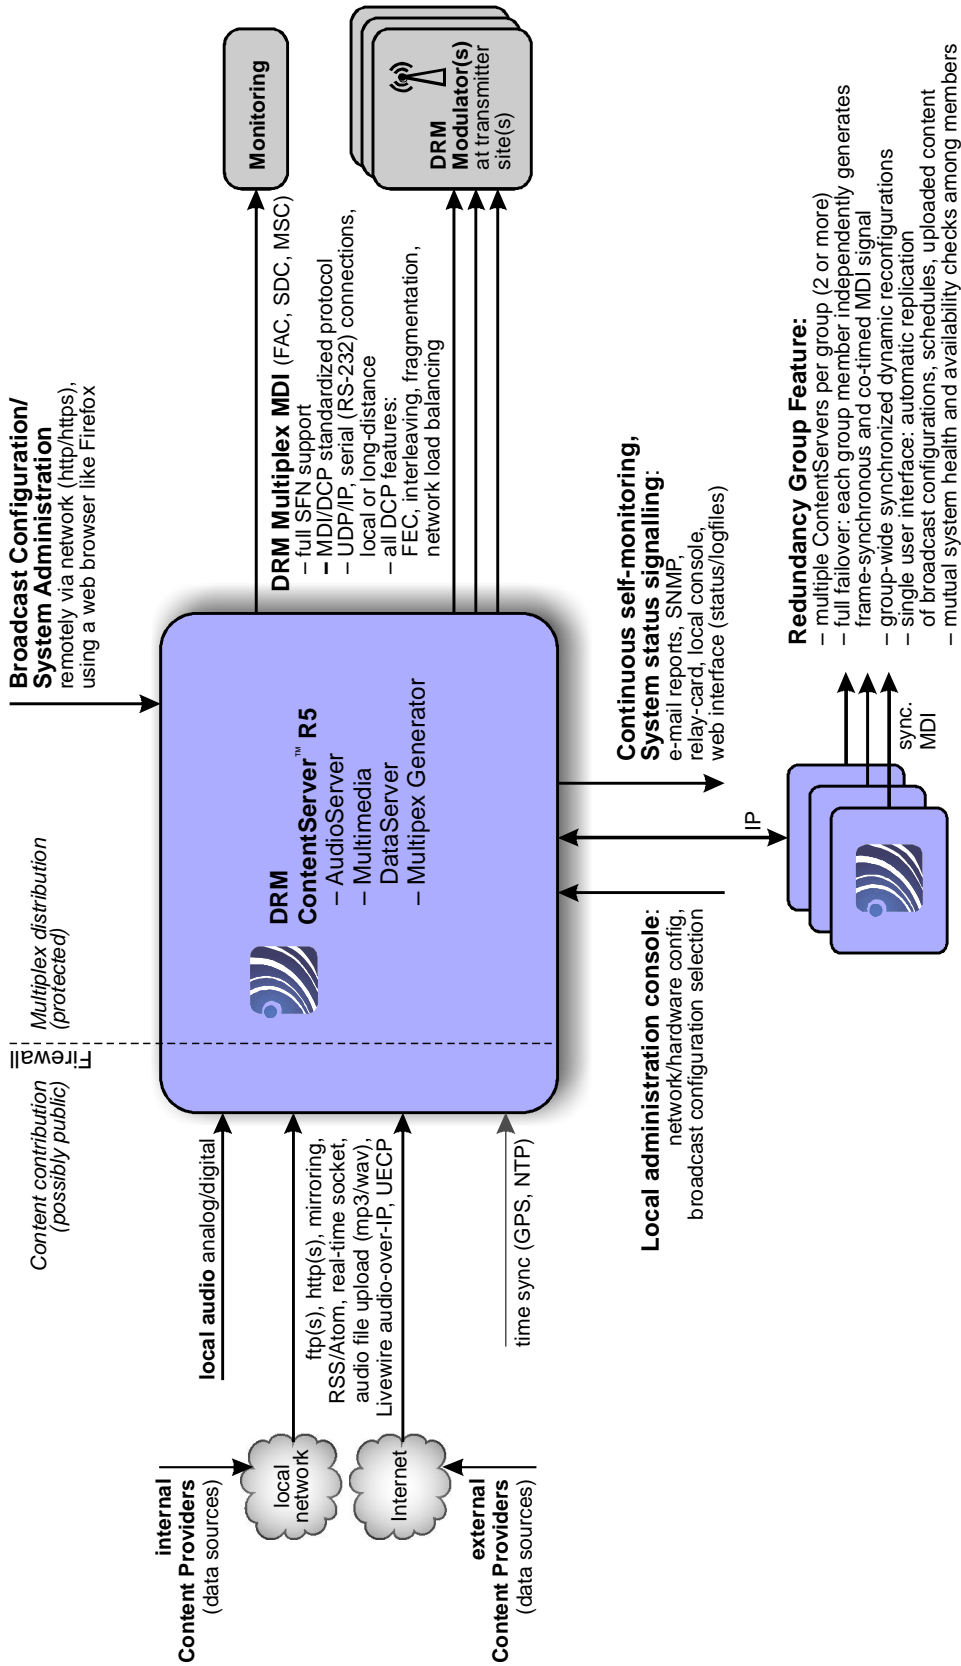 Content contribution
(possibly public)
Firewall
Multiplex distribution
(protected)
Broadcast Configuration/
System Administration
remotely via network (http/https),
using a web browser like Firefox
internal
Content Providers
(data sources)
local
network
Internet
external
Content Providers
(data sources)
local audio analog/digital
ftp(s), http(s), mirroring,
RSS/Atom, real-time socket,
audio file upload (mp3/wav),
Livewire audio-over-IP, UECP
time sync (GPS, NTP)
DRM
ContentServer™ R5
– AudioServer
– Multimedia
DataServer
– Multipex Generator
Monitoring
DRM Multiplex MDI (FAC, SDC, MSC)
– full SFN support
– MDI/DCP standardized protocol
– UDP/IP, serial (RS-232) connections,
local or long-distance
– all DCP features:
FEC, interleaving, fragmentation,
network load balancing
DRM
Modulator(s)
at transmitter
site(s)
Local administration console:
network/hardware config,
broadcast configuration selection
Continuous self-monitoring,
System status signalling:
e-mail reports, SNMP,
relay-card, local console,
web interface (status/logfiles)
IP
sync.
MDI
Redundancy Group Feature:
– multiple ContentServers per group (2 or more)
– full failover: each group member independently generates
frame-synchronous and co-timed MDI signal
– group-wide synchronized dynamic reconfigurations
– single user interface: automatic replication
of broadcast configurations, schedules, uploaded content
– mutual system health and availability checks among members